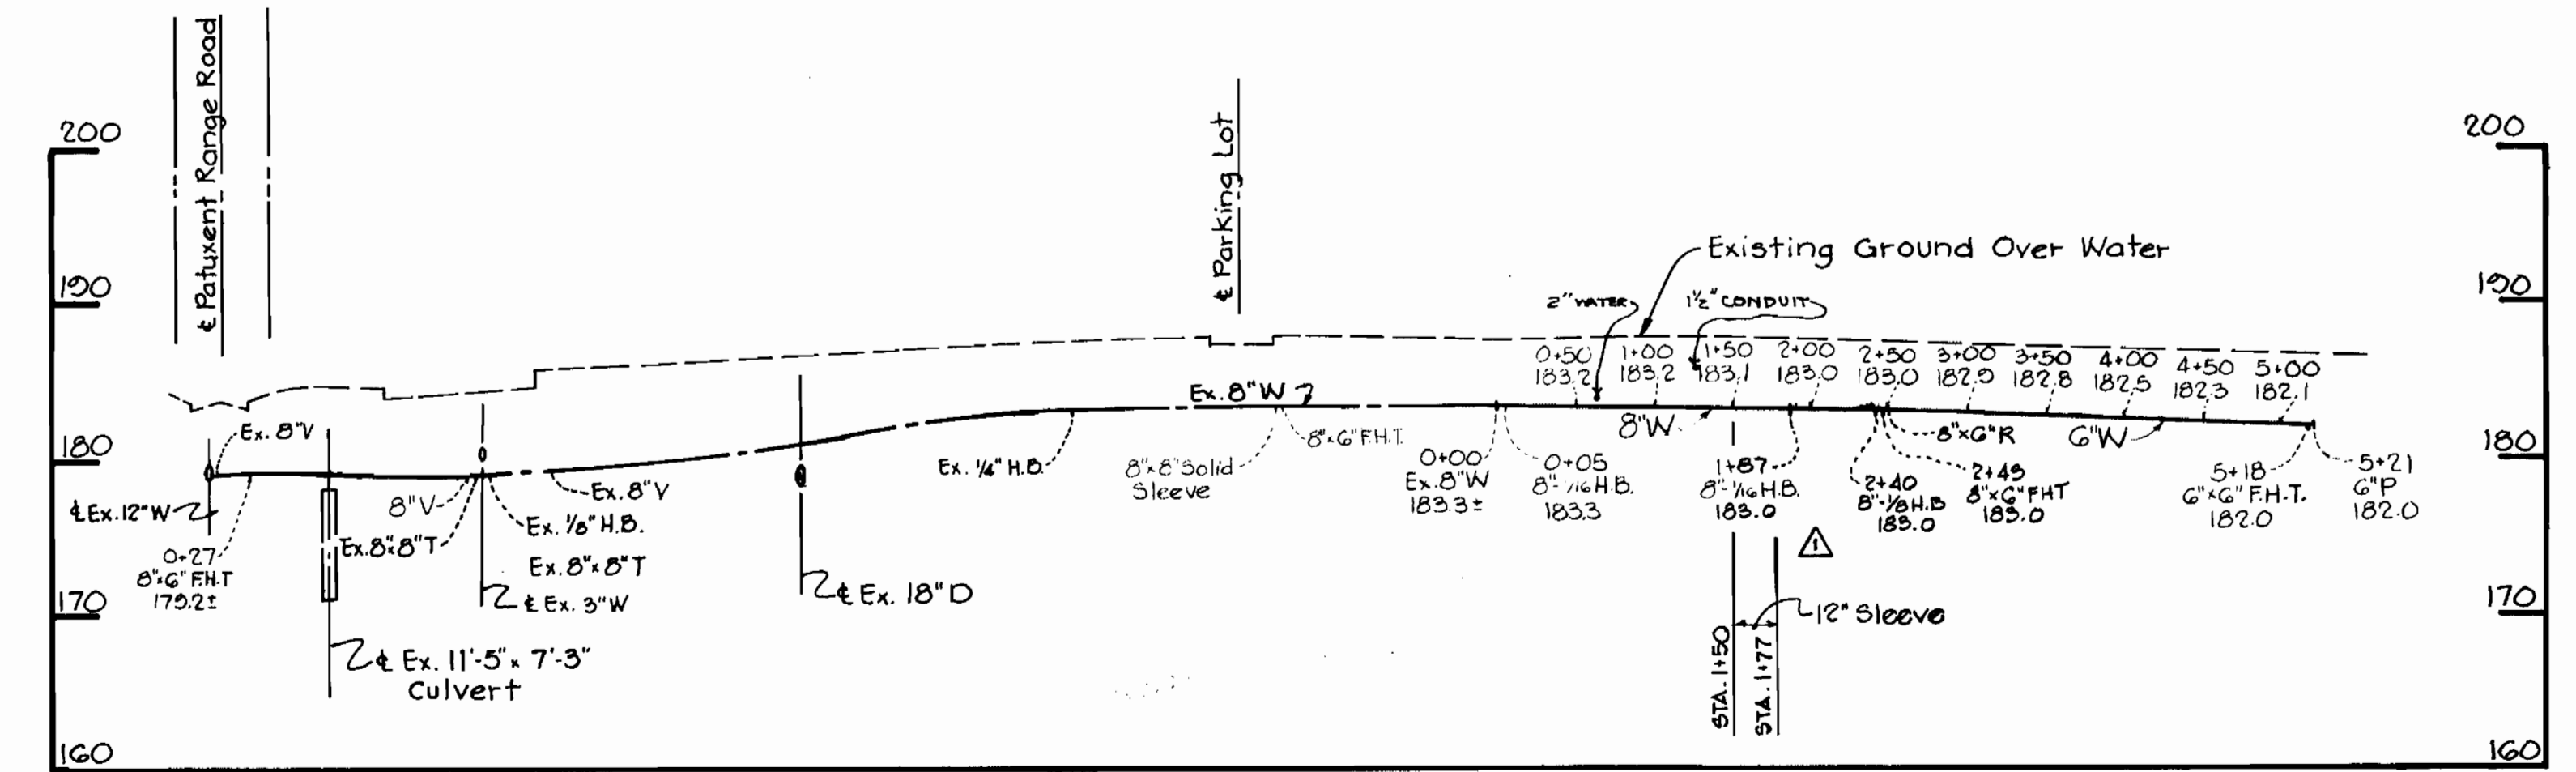 ℄ Patuxent Range Road
℄ Parking Lot
200
200
190
190
180
180
170
170
160
160
Existing Ground Over Water
2" WATER
1½" CONDUIT
0+50
183.2
1+00
183.2
1+50
183.1
2+00
183.0
2+50
183.0
3+00
182.9
3+50
182.8
4+00
182.5
4+50
182.3
5+00
182.1
Ex. 8"W
8"W
6"W
Ex. 8"V
℄ Ex. 12"W
0+27
8"x6" F.H.T
179.2±
8"V
Ex. 8"x8"T
Ex. 8"V
Ex. 1/8" H.B.
Ex. 8"x8"T
℄ Ex. 3"W
℄ Ex. 11'-5"x 7'-3"
Culvert
℄ Ex. 18"D
Ex. 1/4" H.B.
8"x8" Solid
Sleeve
8"x6" F.H.T.
0+00
Ex. 8"W
183.3±
0+05
8"-1/16 H.B.
183.3
1+87
8"-1/16 H.B.
183.0
2+40
8"-1/8 H.B
183.0
8"x6"R
8"x6" FHT
183.0
5+18
6"x6" F.H.T.
182.0
5+21
6"P
182.0
1
12" Sleeve
STA. 1+50
STA. 1+77